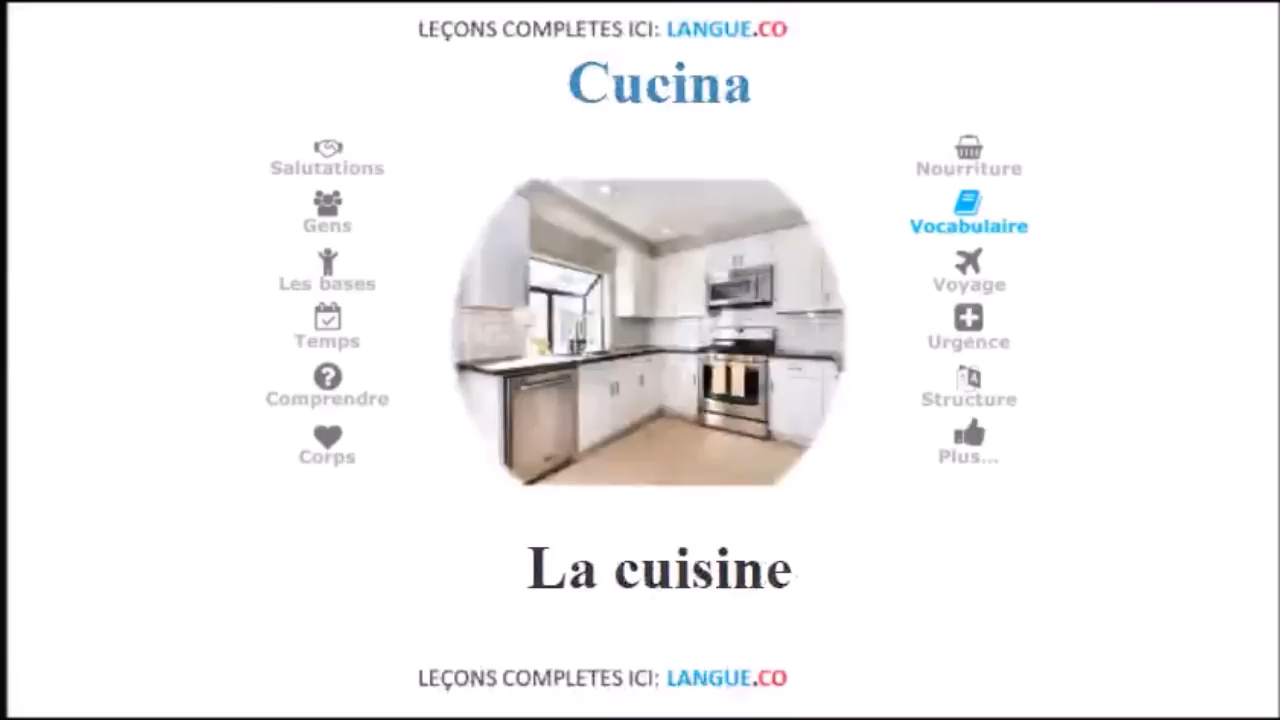 LEÇONS COMPLETES ICI: LANGUE.CO
Cucina
Salutations
Gens
Les bases
Temps
Comprendre
Corps
Nourriture
Vocabulaire
Voyage
Urgence
Structure
Plus...
La cuisine
LEÇONS COMPLETES ICI: LANGUE.CO